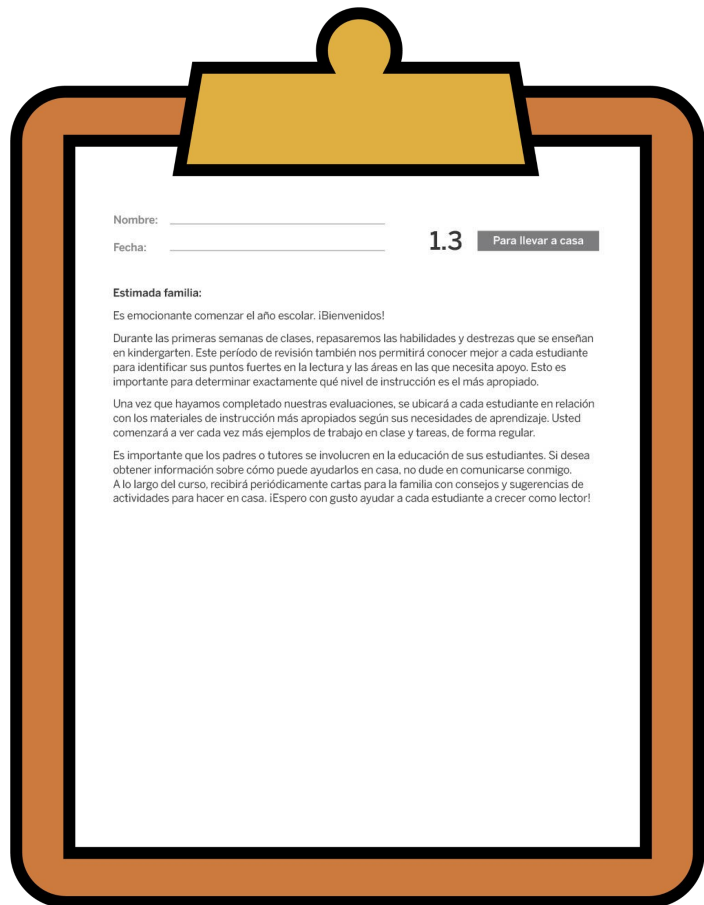 Nombre:
1.3 Para llevar a casa
Fecha:
Estimada familia:
Es emocionante comenzar el año escolar. ¡Bienvenidos!
Durante las primeras semanas de clases, repasaremos las habilidades y destrezas que se enseñan
en kindergarten. Este período de revisión también nos permitirá conocer mejor a cada estudiante
para identificar sus puntos fuertes en la lectura y las áreas en las que necesita apoyo. Esto es
importante para determinar exactamente qué nivel de instrucción es el más apropiado.
Una vez que hayamos completado nuestras evaluaciones, se ubicará a cada estudiante en relación
con los materiales de instrucción más apropiados según sus necesidades de aprendizaje. Usted
comenzará a ver cada vez más ejemplos de trabajo en clase y tareas, de forma regular.
Es importante que los padres o tutores se involucren en la educación de sus estudiantes. Si desea
obtener información sobre cómo puede ayudarlos en casa, no dude en comunicarse conmigo.
A lo largo del curso, recibirá periódicamente cartas para la familia con consejos y sugerencias de
actividades para hacer en casa. ¡Espero con gusto ayudar a cada estudiante a crecer como lector!